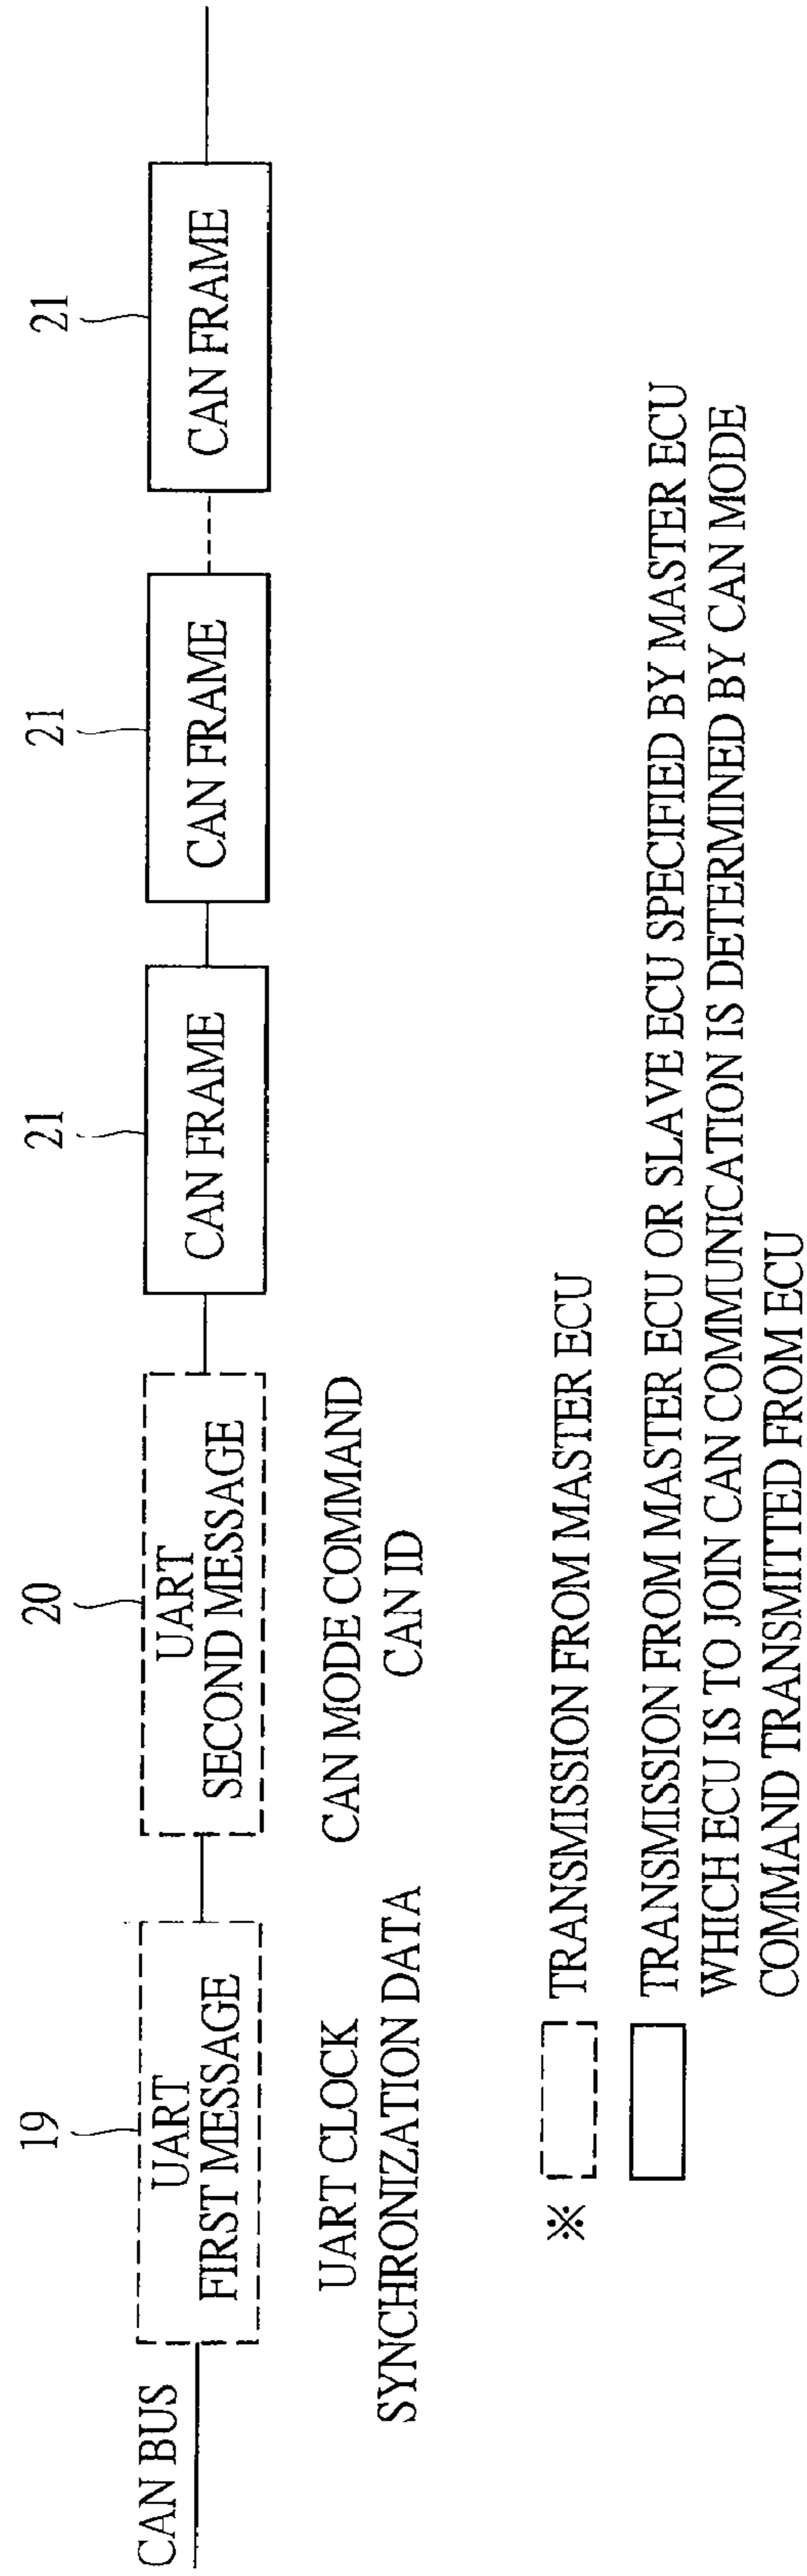 CAN BUS
19
UART
FIRST MESSAGE
UART CLOCK
SYNCHRONIZATION DATA
20
UART
SECOND MESSAGE
CAN MODE COMMAND
CAN ID
21
CAN FRAME
21
CAN FRAME
21
CAN FRAME
※
TRANSMISSION FROM MASTER ECU
TRANSMISSION FROM MASTER ECU OR SLAVE ECU SPECIFIED BY MASTER ECU
WHICH ECU IS TO JOIN CAN COMMUNICATION IS DETERMINED BY CAN MODE
COMMAND TRANSMITTED FROM ECU